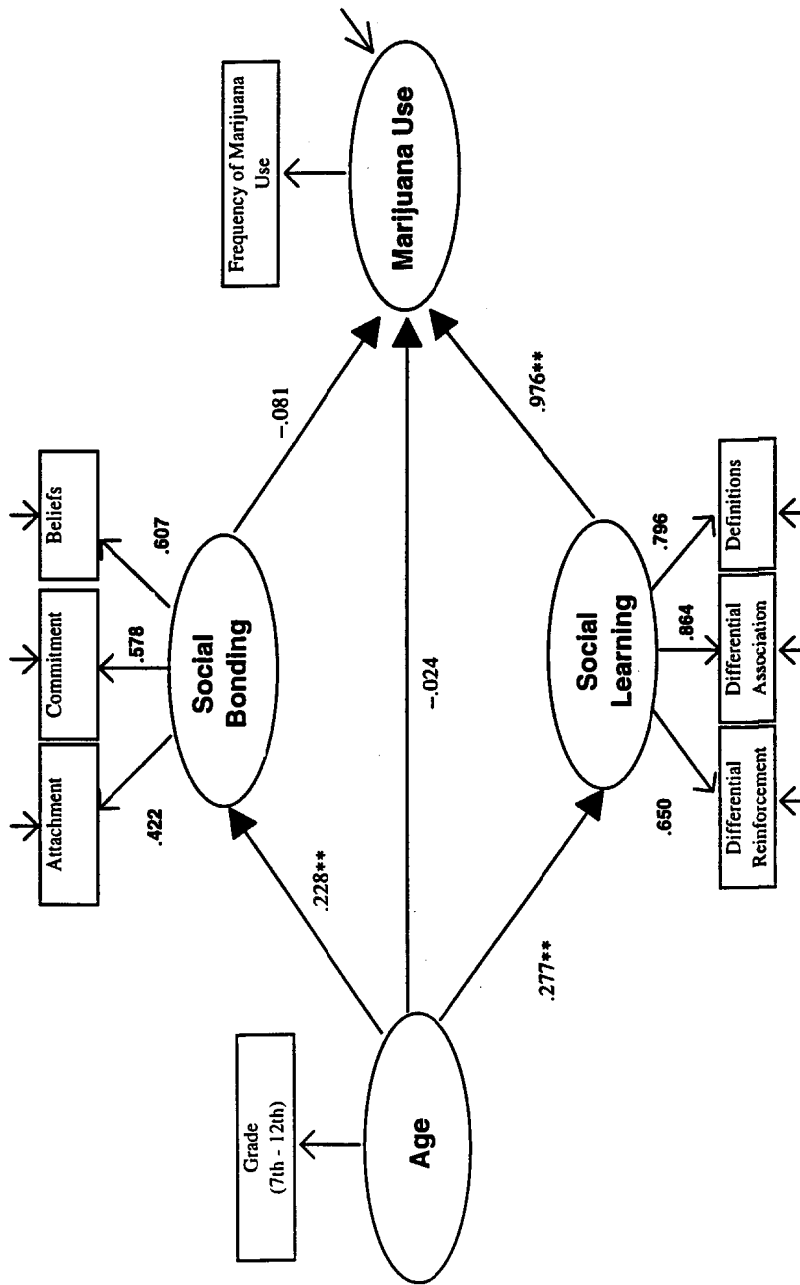 Attachment
Commitment
Beliefs
.422
.578
.607
Social
Bonding
Grade
(7th - 12th)
.228**
−.081
Frequency of Marijuana
Use
Age
−.024
Marijuana Use
.277**
.976**
Social
Learning
.650
.864
.796
Differential
Reinforcement
Differential
Association
Definitions